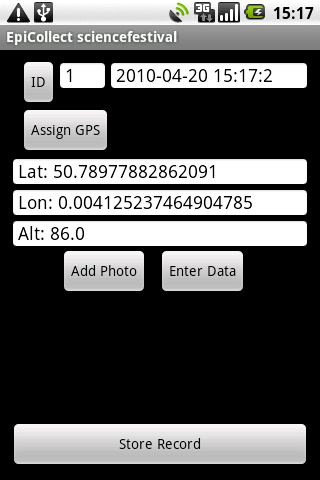 3G 15:17
EpiCollect sciencefestival
ID 1 2010-04-20 15:17:2
Assign GPS
Lat: 50.78977882862091
Lon: 0.004125237464904785
Alt: 86.0
Add Photo Enter Data
Store Record